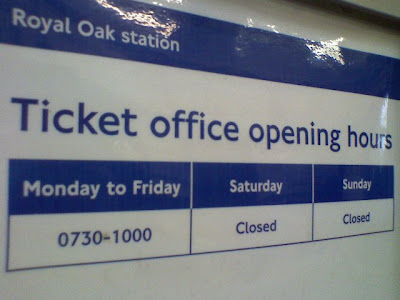 Royal Oak station
Ticket office opening hours
Monday to Friday Saturday Sunday
0730-1000 Closed Closed